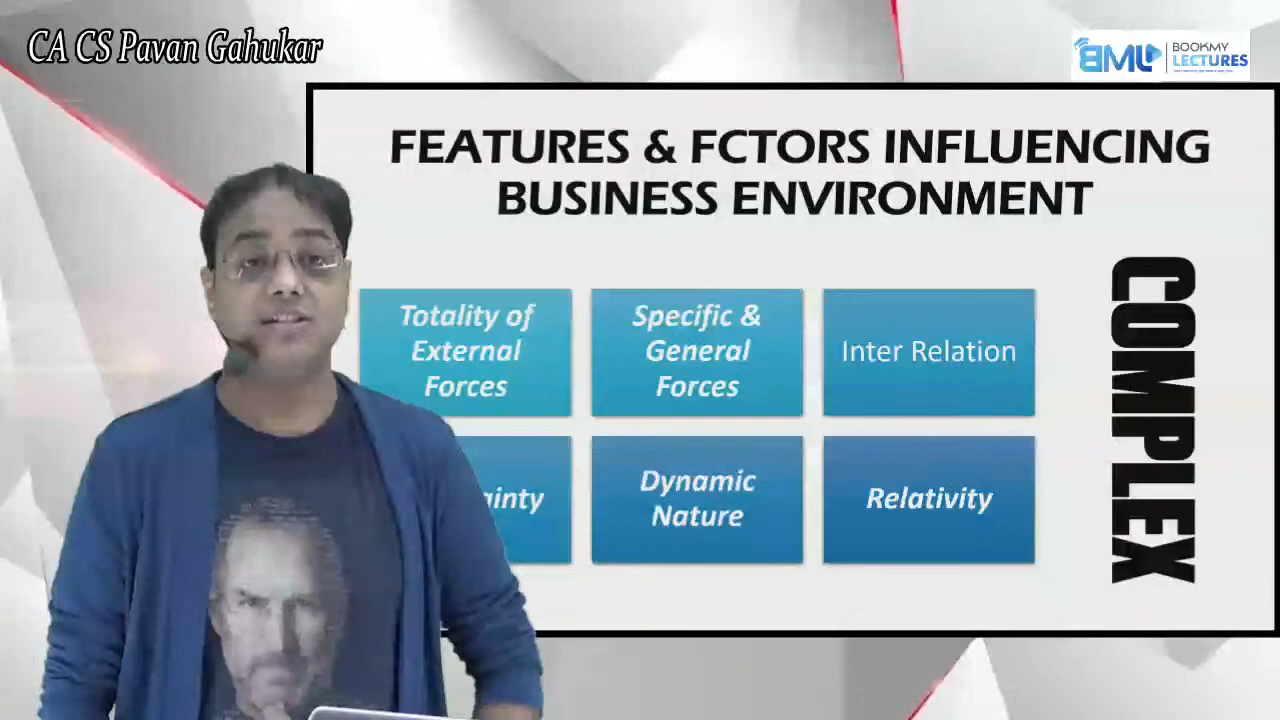 CA CS Pavan Gahukar
BML
BOOKMY
LECTURES
FEATURES & FCTORS INFLUENCING
BUSINESS ENVIRONMENT
Totality of
External
Forces
Specific &
General
Forces
Inter Relation
Dynamic
Nature
Relativity
COMPLEX